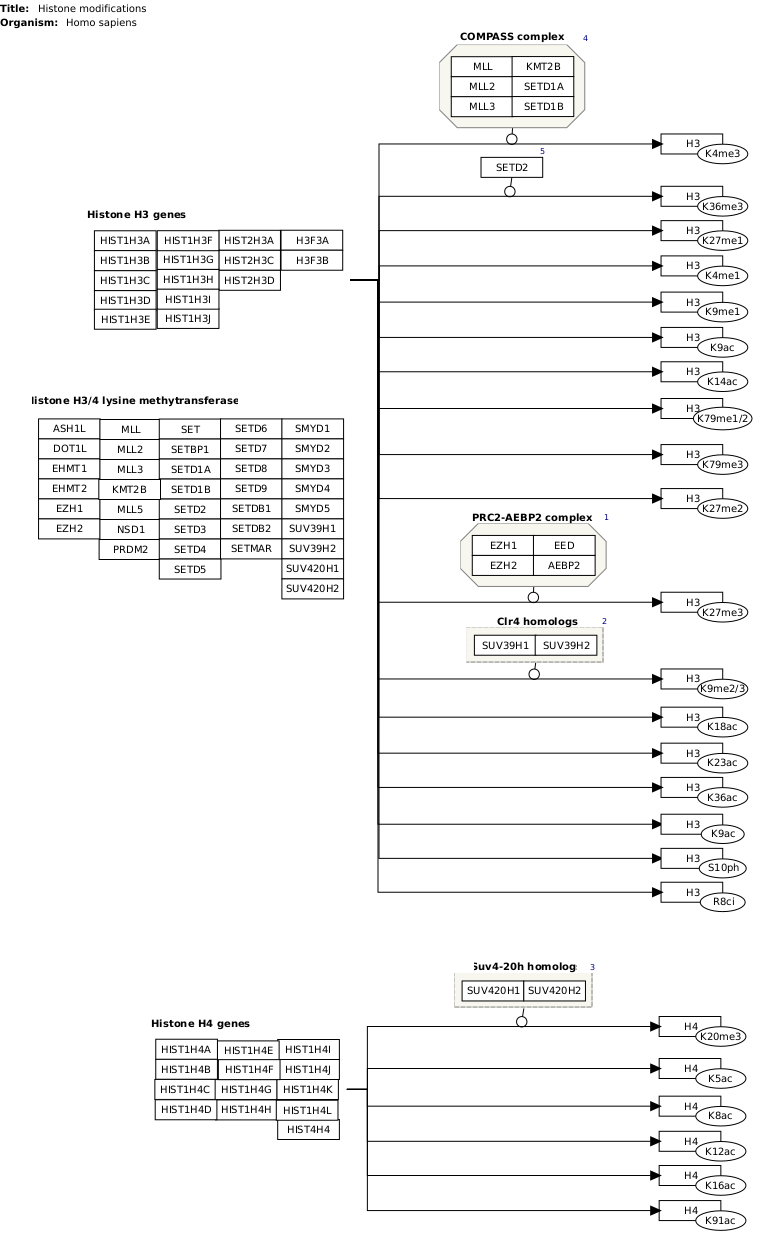 Title: Histone modifications
Organism: Homo sapiens
COMPASS complex 4
MLL KMT2B
MLL2 SETD1A
MLL3 SETD1B
H3 K4me3
5
SETD2
H3 K36me3
Histone H3 genes
HIST1H3A HIST1H3F HIST2H3A H3F3A
HIST1H3B HIST1H3G HIST2H3C H3F3B
HIST1H3C HIST1H3H HIST2H3D
HIST1H3D HIST1H3I
HIST1H3E HIST1H3J
H3 K27me1
H3 K4me1
H3 K9me1
H3 K9ac
H3 K14ac
H3 K79me1/2
H3 K79me3
H3 K27me2
listone H3/4 lysine methytransferase
ASH1L MLL SET SETD6 SMYD1
DOT1L MLL2 SETBP1 SETD7 SMYD2
EHMT1 MLL3 SETD1A SETD8 SMYD3
EHMT2 KMT2B SETD1B SETD9 SMYD4
EZH1 MLL5 SETD2 SETDB1 SMYD5
EZH2 NSD1 SETD3 SETDB2 SUV39H1
PRDM2 SETD4 SETMAR SUV39H2
SETD5 SUV420H1
SUV420H2
PRC2-AEBP2 complex 1
EZH1 EED
EZH2 AEBP2
H3 K27me3
Clr4 homologs 2
SUV39H1 SUV39H2
H3 K9me2/3
H3 K18ac
H3 K23ac
H3 K36ac
H3 K9ac
H3 S10ph
H3 R8ci
Suv4-20h homolog 3
SUV420H1 SUV420H2
Histone H4 genes
HIST1H4A HIST1H4E HIST1H4I
HIST1H4B HIST1H4F HIST1H4J
HIST1H4C HIST1H4G HIST1H4K
HIST1H4D HIST1H4H HIST1H4L
HIST4H4
H4 K20me3
H4 K5ac
H4 K8ac
H4 K12ac
H4 K16ac
H4 K91ac